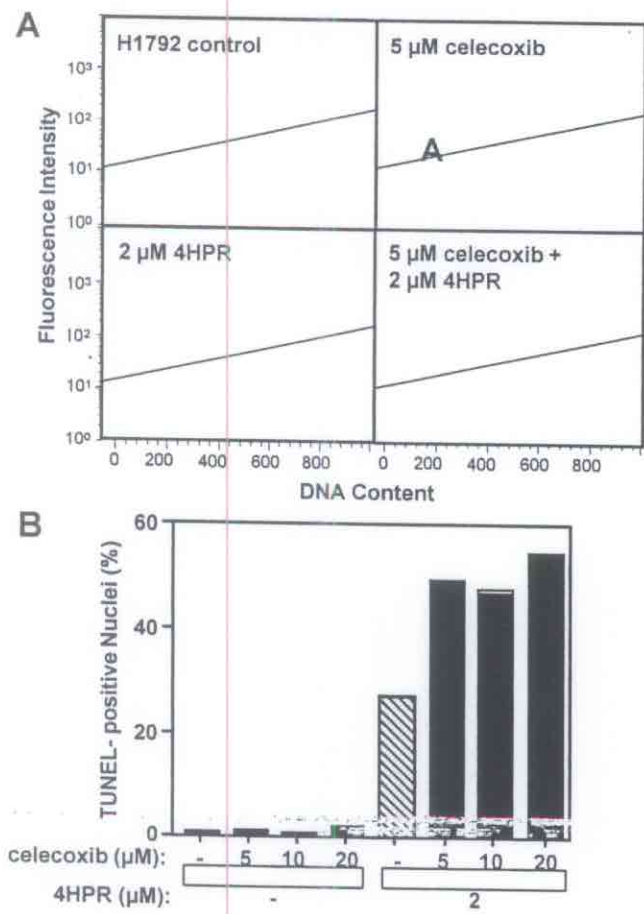 A
H1792 control
5 µM celecoxib
10³
10²
10¹
10⁰
A
2 µM 4HPR
5 µM celecoxib +
2 µM 4HPR
10³
10²
10¹
10⁰
Fluorescence Intensity
0 200 400 600 800 0 200 400 600 800
DNA Content
B
TUNEL- positive Nuclei (%)
60
40
20
0
celecoxib (µM): - 5 10 20 - 5 10 20
4HPR (µM): - 2